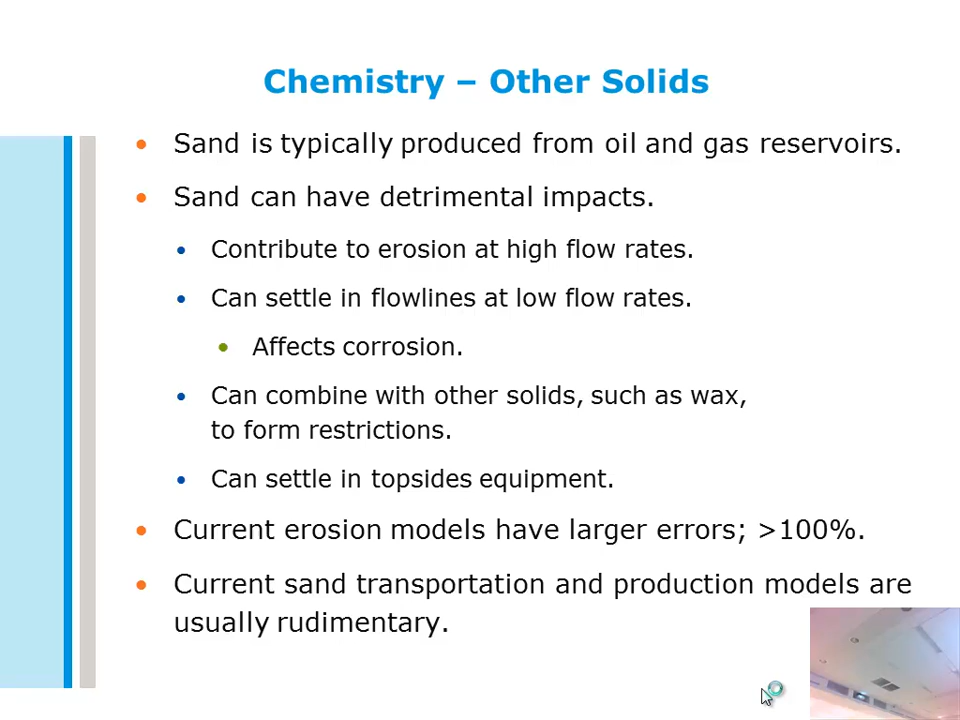 Chemistry – Other Solids
• Sand is typically produced from oil and gas reservoirs.
• Sand can have detrimental impacts.
• Contribute to erosion at high flow rates.
• Can settle in flowlines at low flow rates.
• Affects corrosion.
• Can combine with other solids, such as wax,
to form restrictions.
• Can settle in topsides equipment.
• Current erosion models have larger errors; >100%.
• Current sand transportation and production models are
usually rudimentary.